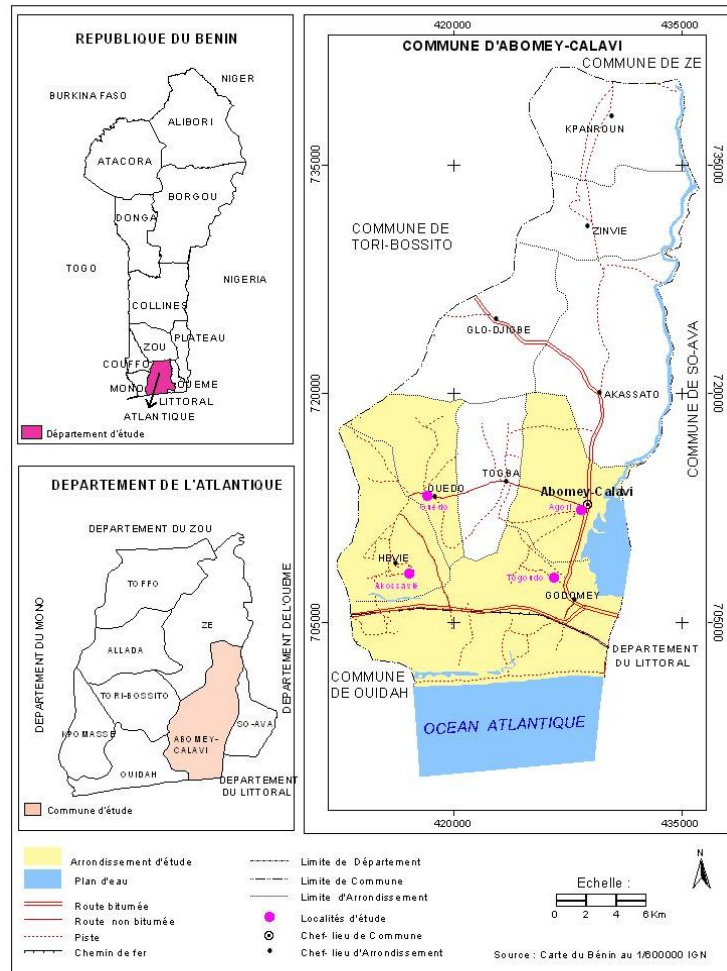 REPUBLIQUE DU BENIN
NIGER
BURKINA FASO
ALIBORI
ATACORA
BORGOU
DONGA
TOGO
NIGERIA
COLLINES
PLATEAU
ZOU
COUFFO
MONO
OUEME
LITTORAL
ATLANTIQUE
Département d'étude
DEPARTEMENT DE L'ATLANTIQUE
DEPARTEMENT DU ZOU
TOFFO
DEPARTEMENT DU MONO
DEPARTEMENT DE L'OUEME
ZE
ALLADA
TORI-BOSSITO
KPOMASSE
ABOMEY-
CALAVI
SO-AVA
OUIDAH
DEPARTEMENT
DU LITTORAL
Commune d'étude
420000
435000
COMMUNE D'ABOMEY-CALAVI
COMMUNE DE ZE
KPANROUN
735000
735000
COMMUNE DE
TORI-BOSSITO
ZINVIE
GLO-DJIGBE
COMMUNE DE SO-AVA
720000
AKASSATO
720000
TOGBA
OUEDO
Ouédo
Abomey-Calavi
Agori
HEVIE
Akossavié
Togoudo
GODOMEY
705000
705000
DEPARTEMENT
DU LITTORAL
COMMUNE
DE OUIDAH
OCEAN ATLANTIQUE
420000
435000
Arrondissement d'étude
Plan d'eau
Route bitumée
Route non bitumée
Piste
Chemin de fer
Limite de Département
Limite de Commune
Limite d'Arrondissement
Localités d'étude
Chef- lieu de Commune
Chef- lieu d'Arrondissement
N
Echelle :
0 2 4 6 Km
Source : Carte du Bénin au 1/600000 IGN